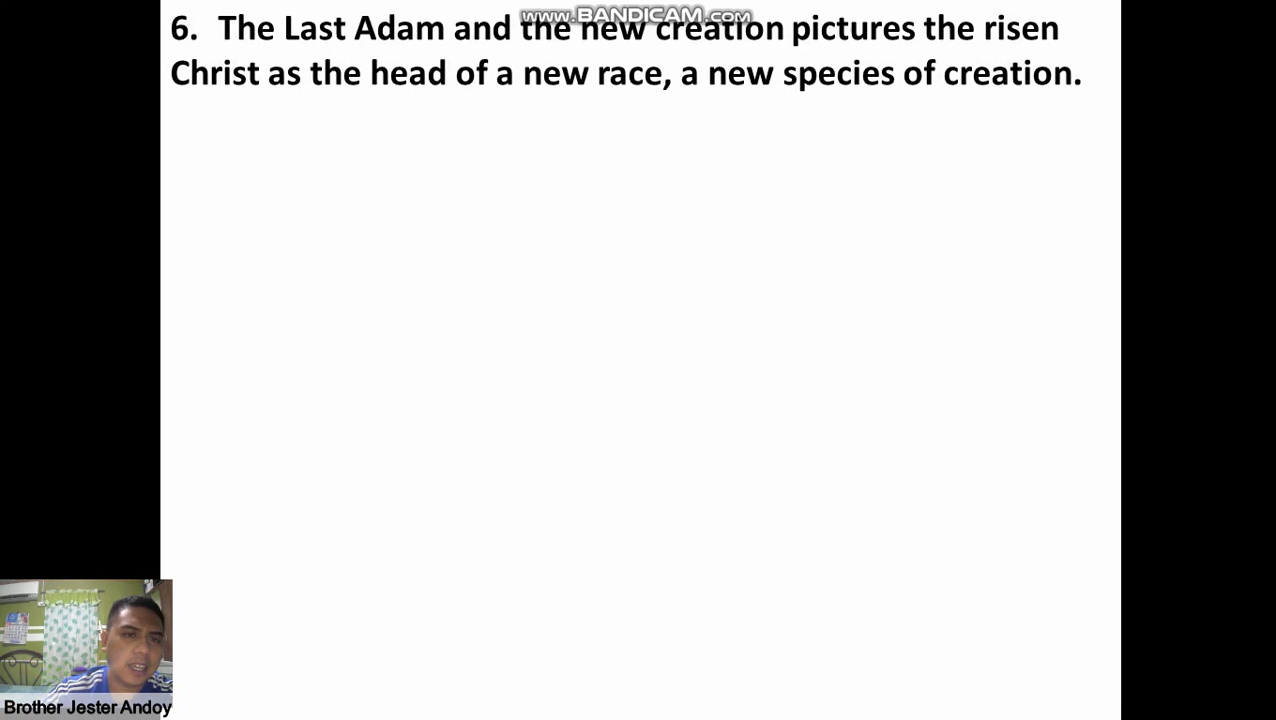 www.BANDICAM.com
6. The Last Adam and the new creation pictures the risen
Christ as the head of a new race, a new species of creation.
Brother Jester Andoy